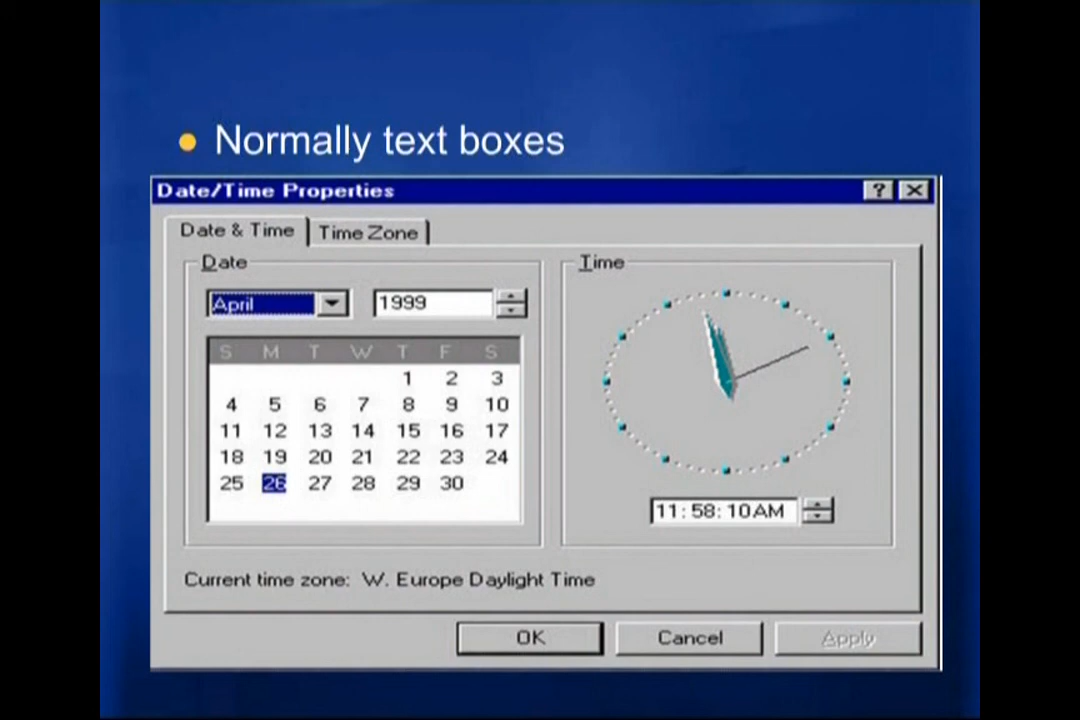 Normally text boxes
Date/Time Properties
Date & Time
Time Zone
Date
April
1999
S M T W T F S
1 2 3
4 5 6 7 8 9 10
11 12 13 14 15 16 17
18 19 20 21 22 23 24
25 26 27 28 29 30
Time
11:58:10AM
Current time zone: W. Europe Daylight Time
OK
Cancel
Apply